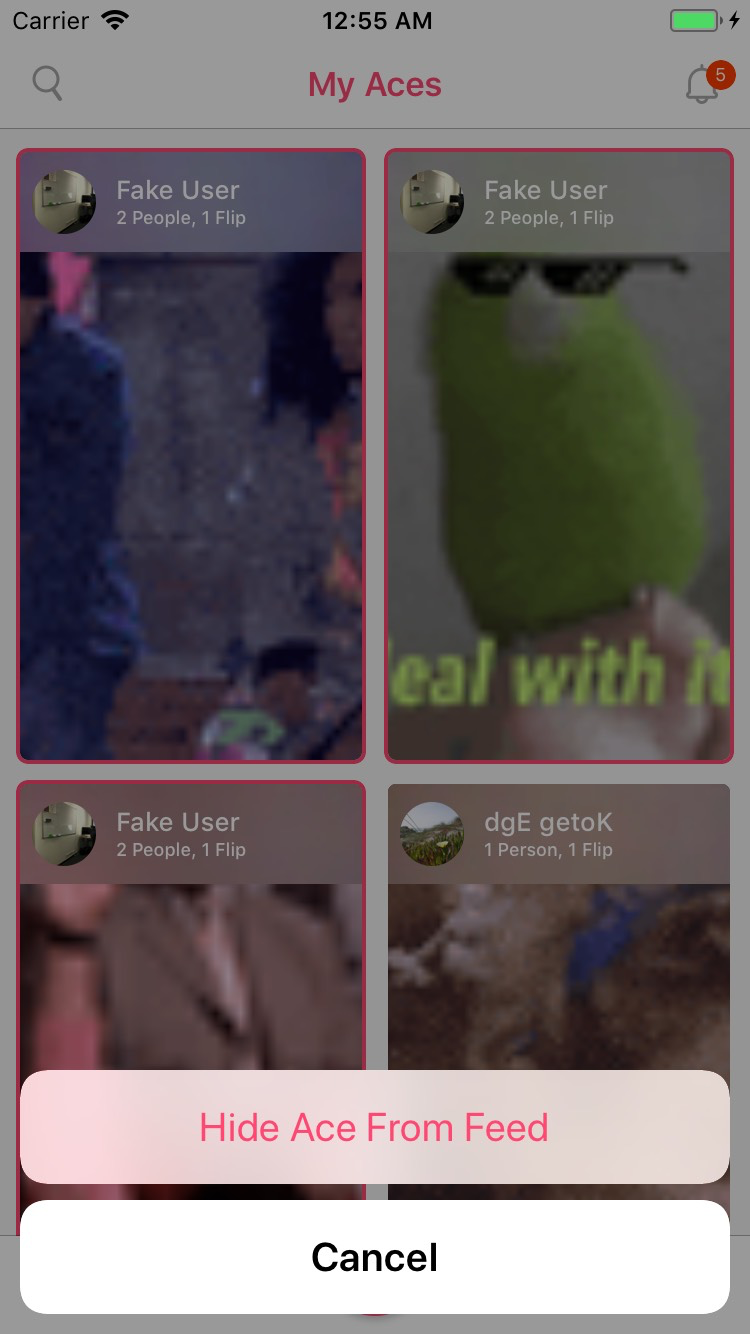 Carrier
12:55 AM
My Aces
5
Fake User
2 People, 1 Flip
Fake User
2 People, 1 Flip
eal with it
Fake User
2 People, 1 Flip
dgE getoK
1 Person, 1 Flip
Hide Ace From Feed
Cancel